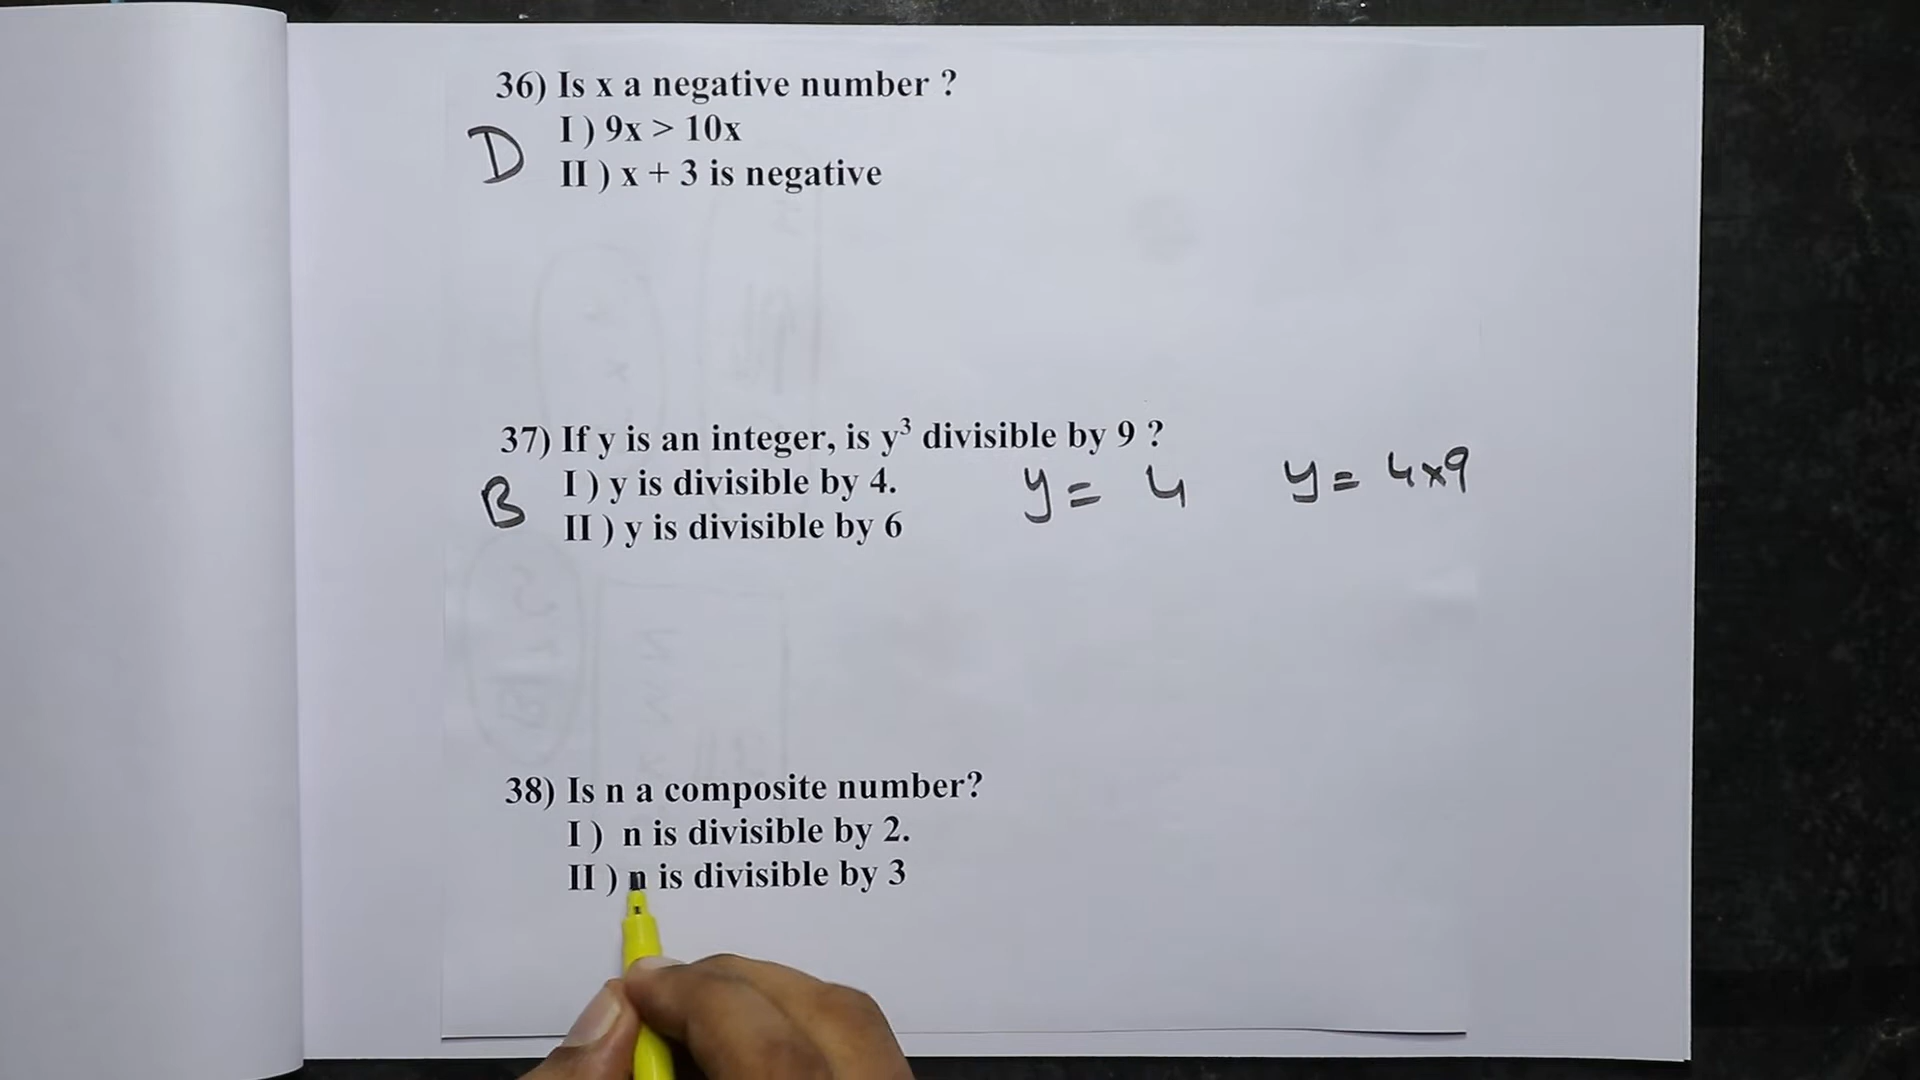 36) Is x a negative number ?
I ) 9x > 10x
D
II ) x + 3 is negative
37) If y is an integer, is y³ divisible by 9 ?
I ) y is divisible by 4.
y = 4
y = 4x9
B
II ) y is divisible by 6
38) Is n a composite number?
I ) n is divisible by 2.
II ) n is divisible by 3